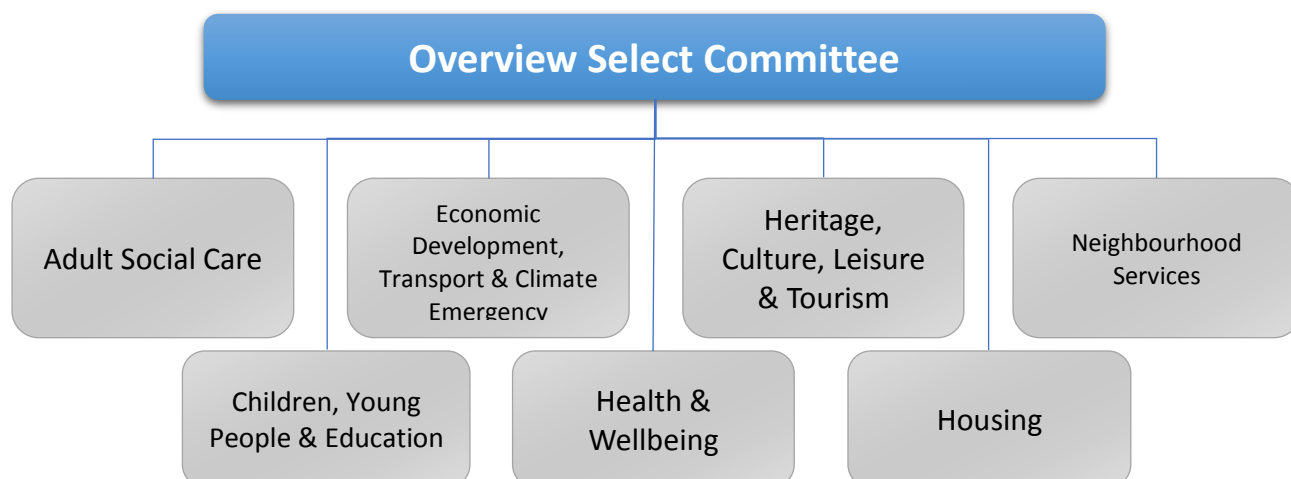 Overview Select Committee
Adult Social Care
Economic
Development,
Transport & Climate
Emergency
Heritage,
Culture, Leisure
& Tourism
Neighbourhood
Services
Children, Young
People & Education
Health &
Wellbeing
Housing